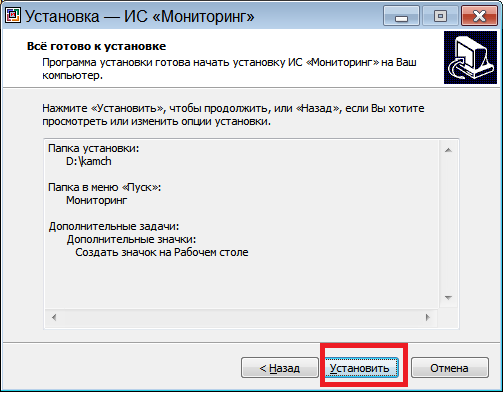 Установка — ИС «Мониторинг»
Всё готово к установке
Программа установки готова начать установку ИС «Мониторинг» на Ваш
компьютер.
Нажмите «Установить», чтобы продолжить, или «Назад», если Вы хотите
просмотреть или изменить опции установки.
Папка установки:
D:\kamch
Папка в меню «Пуск»:
Мониторинг
Дополнительные задачи:
Дополнительные значки:
Создать значок на Рабочем столе
< Назад
Установить
Отмена